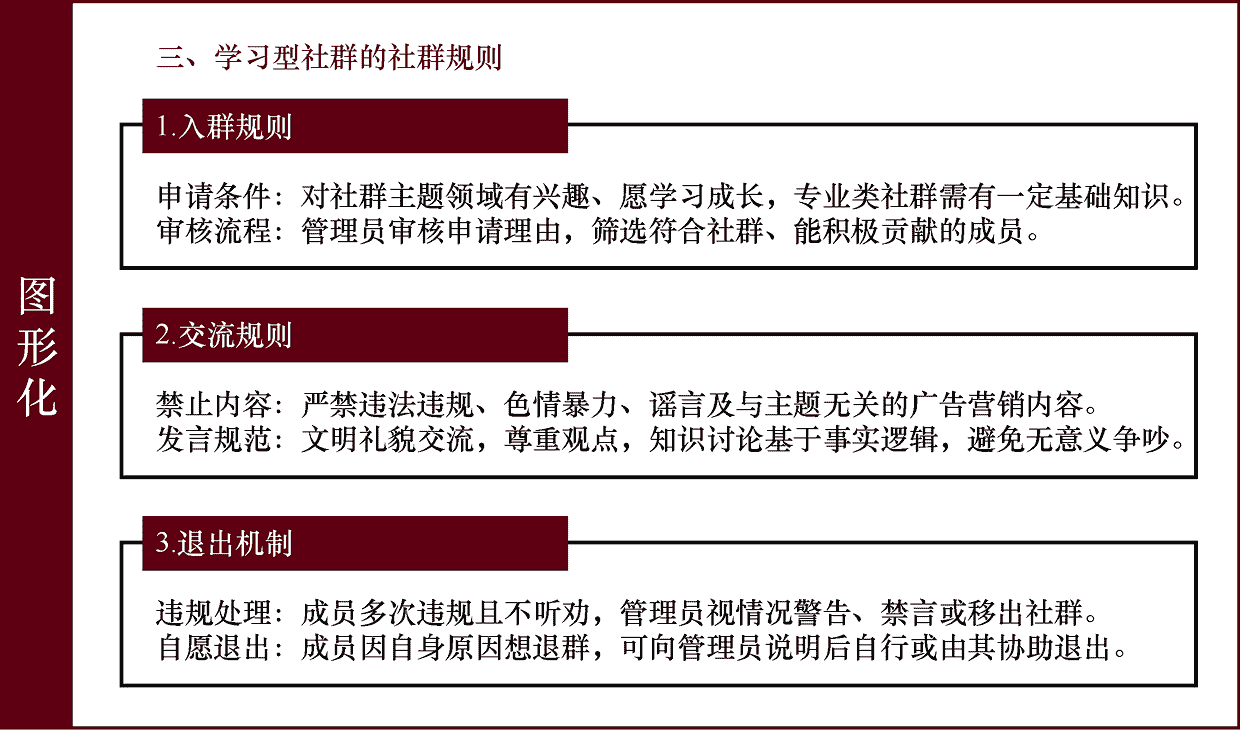 三、学习型社群的社群规则
1.入群规则
申请条件：对社群主题领域有兴趣、愿学习成长，专业类社群需有一定基础知识。
审核流程：管理员审核申请理由，筛选符合社群、能积极贡献的成员。
图形化
2.交流规则
禁止内容：严禁违法违规、色情暴力、谣言及与主题无关的广告营销内容。
发言规范：文明礼貌交流，尊重观点，知识讨论基于事实逻辑，避免无意义争吵。
3.退出机制
违规处理：成员多次违规且不听劝，管理员视情况警告、禁言或移出社群。
自愿退出：成员因自身原因想退群，可向管理员说明后自行或由其协助退出。